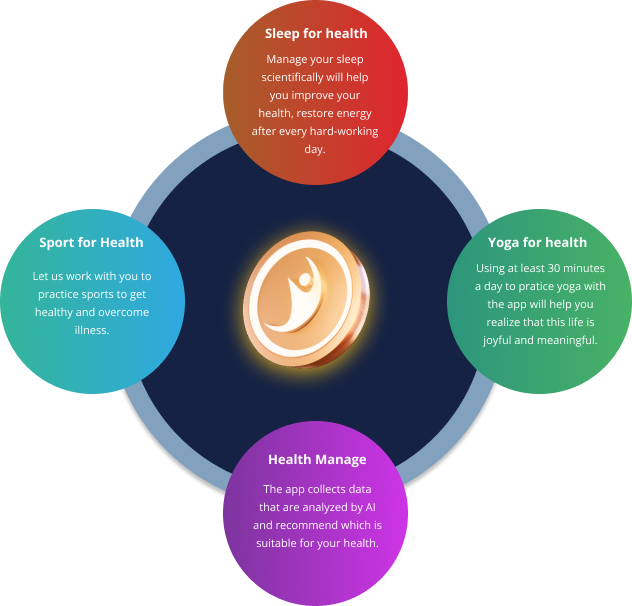 Sleep for health
Manage your sleep
scientifically will help
you improve your
health, restore energy
after every hard-working
day.
Sport for Health
Let us work with you to
practice sports to get
healthy and overcome
illness.
Yoga for health
Using at least 30 minutes
a day to pratice yoga with
the app will help you
realize that this life is
joyful and meaningful.
Health Manage
The app collects data
that are analyzed by AI
and recommend which is
suitable for your health.